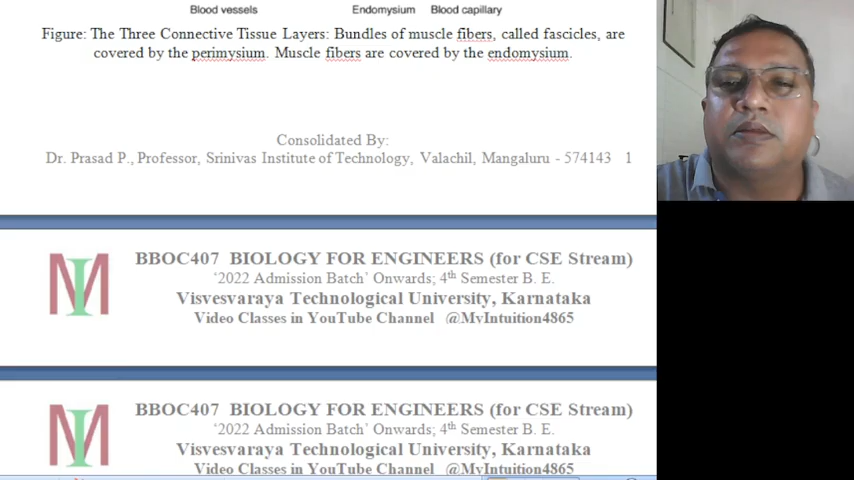 Blood vessels Endomysium Blood capillary
Figure: The Three Connective Tissue Layers: Bundles of muscle fibers, called fascicles, are
covered by the perimysium. Muscle fibers are covered by the endomysium.
Consolidated By:
Dr. Prasad P., Professor, Srinivas Institute of Technology, Valachil, Mangaluru - 574143 1
MI
BBOC407 BIOLOGY FOR ENGINEERS (for CSE Stream)
‘2022 Admission Batch’ Onwards; 4th Semester B. E.
Visvesvaraya Technological University, Karnataka
Video Classes in YouTube Channel @MyIntuition4865
MI
BBOC407 BIOLOGY FOR ENGINEERS (for CSE Stream)
‘2022 Admission Batch’ Onwards; 4th Semester B. E.
Visvesvaraya Technological University, Karnataka
Video Classes in YouTube Channel @MyIntuition4865